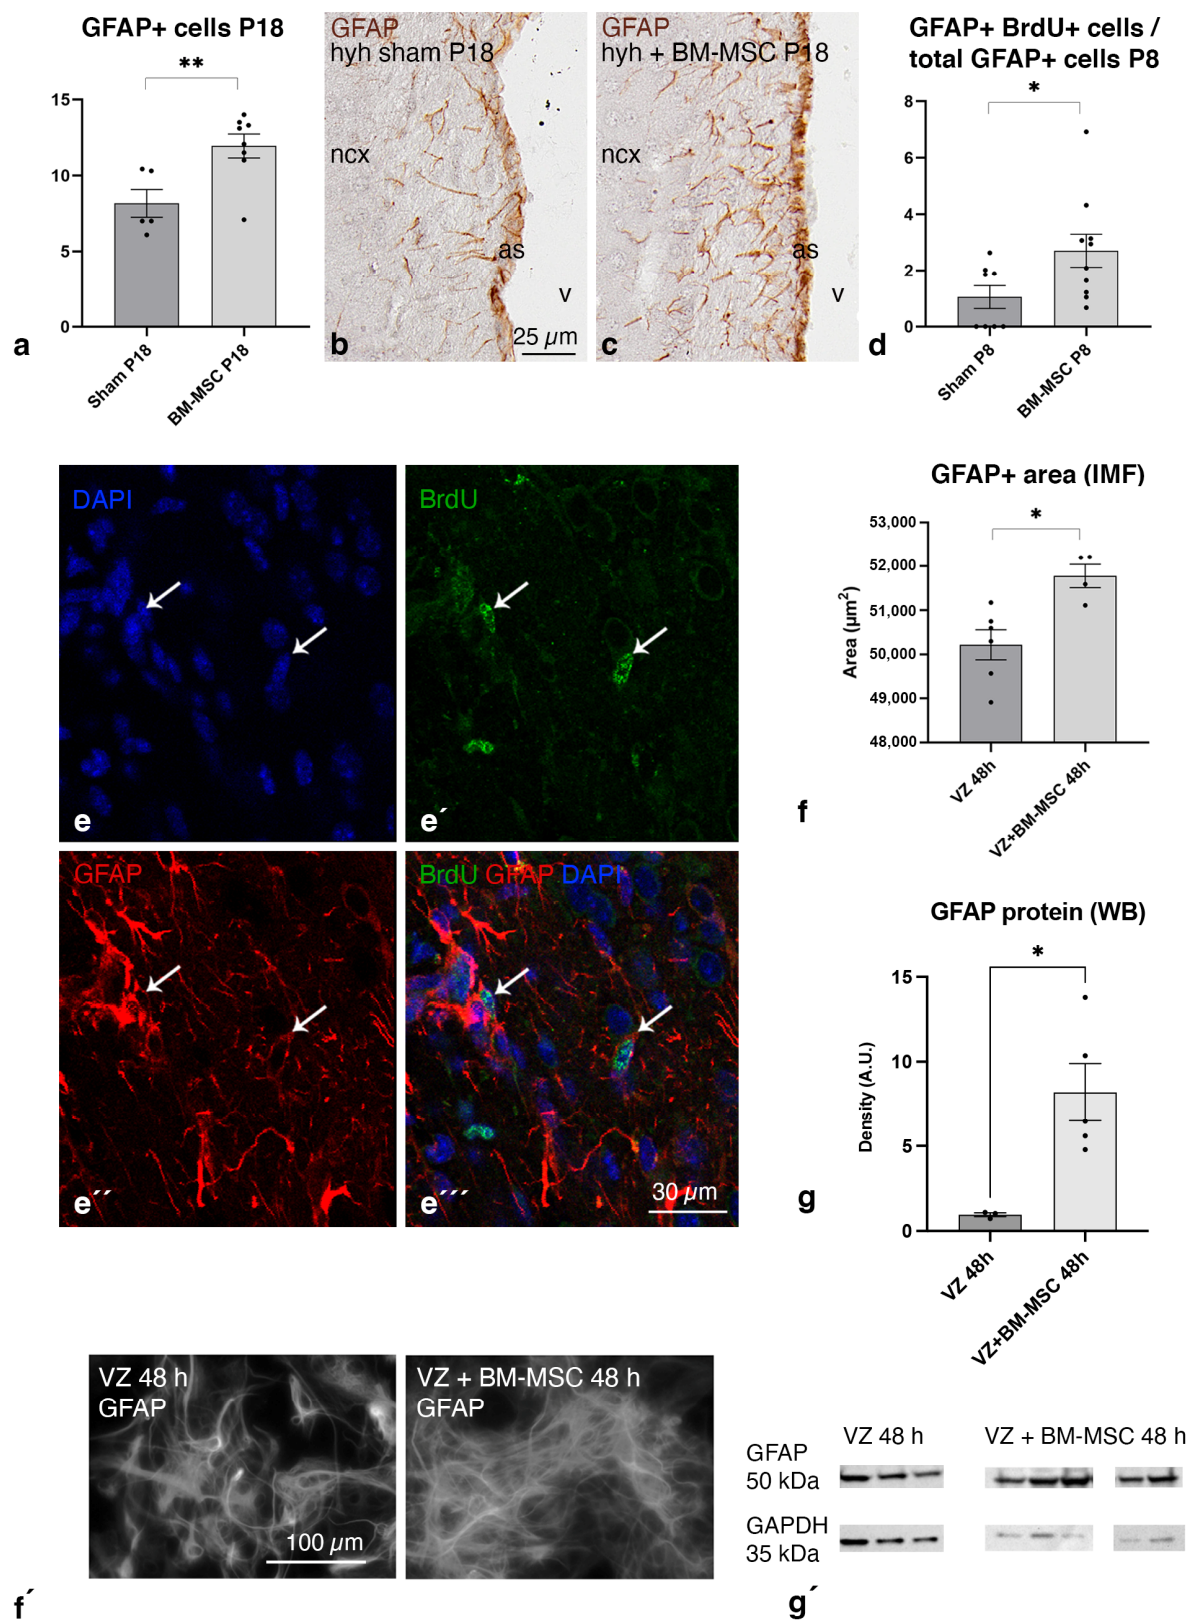 GFAP+ cells P18
**
15
10
5
0
Sham P18
BM-MSC P18
a
GFAP
hyh sham P18
ncx
as
v
25 µm
b
GFAP
hyh + BM-MSC P18
ncx
as
v
c
GFAP+ BrdU+ cells /
total GFAP+ cells P8
*
8
6
4
2
0
Sham P8
BM-MSC P8
d
DAPI
e
BrdU
e´
GFAP
e´´
BrdU GFAP DAPI
30 µm
e´´´
GFAP+ area (IMF)
*
53,000
52,000
51,000
50,000
49,000
48,000
Area (µm²)
VZ 48h
VZ+BM-MSC 48h
f
GFAP protein (WB)
*
15
10
5
0
Density (A.U.)
VZ 48h
VZ+BM-MSC 48h
g
VZ 48 h
GFAP
100 µm
VZ + BM-MSC 48 h
GFAP
f´
VZ 48 h
VZ + BM-MSC 48 h
GFAP
50 kDa
GAPDH
35 kDa
g´